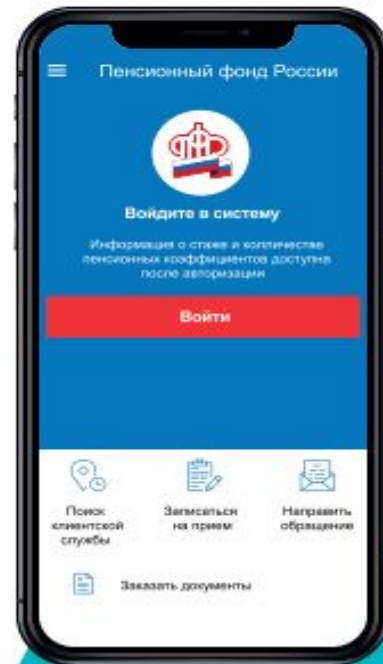 Пенсионный фонд России
Войдите в систему
Информация о стаже и колличестве
пенсионных коэффициентов доступна
после авторизации
Войти
Поиск
клиентской
службы
Записаться
на прием
Направить
обращение
Заказать документы